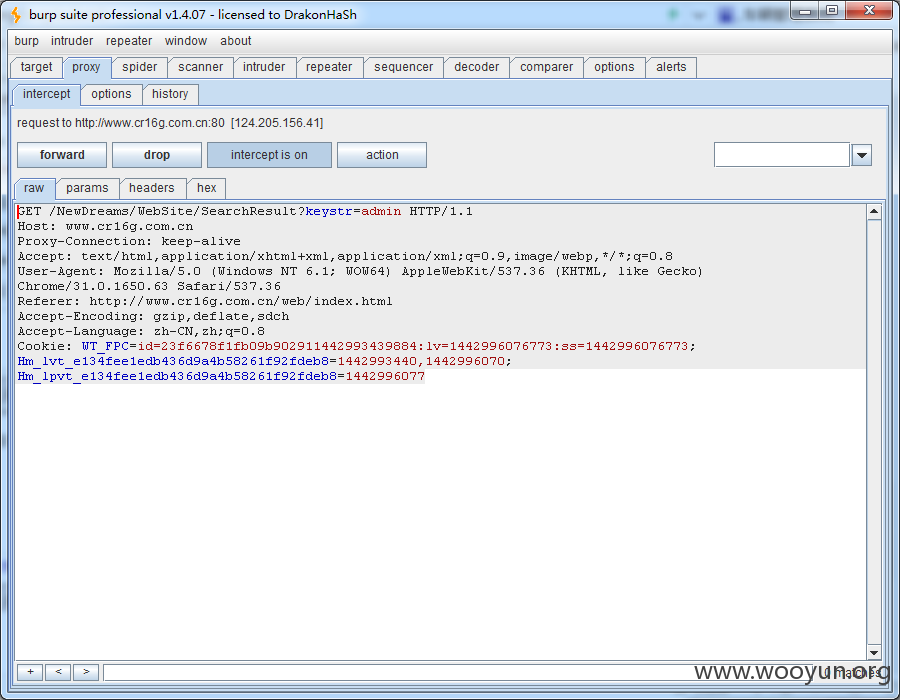 burp suite professional v1.4.07 - licensed to DrakonHaSh
burp intruder repeater window about
target proxy spider scanner intruder repeater sequencer decoder comparer options alerts
intercept options history
request to http://www.cr16g.com.cn:80 [124.205.156.41]
forward drop intercept is on action
raw params headers hex
GET /NewDreams/WebSite/SearchResult?keystr=admin HTTP/1.1
Host: www.cr16g.com.cn
Proxy-Connection: keep-alive
Accept: text/html,application/xhtml+xml,application/xml;q=0.9,image/webp,*/*;q=0.8
User-Agent: Mozilla/5.0 (Windows NT 6.1; WOW64) AppleWebKit/537.36 (KHTML, like Gecko)
Chrome/31.0.1650.63 Safari/537.36
Referer: http://www.cr16g.com.cn/web/index.html
Accept-Encoding: gzip,deflate,sdch
Accept-Language: zh-CN,zh;q=0.8
Cookie: WT_FPC=id=23f6678f1fb09b902911442993439884:lv=1442996076773:ss=1442996076773;
Hm_lvt_e134fee1edb436d9a4b58261f92fdeb8=1442993440,1442996070;
Hm_lpvt_e134fee1edb436d9a4b58261f92fdeb8=1442996077
+ < > 0 matches
www.wooyun.org